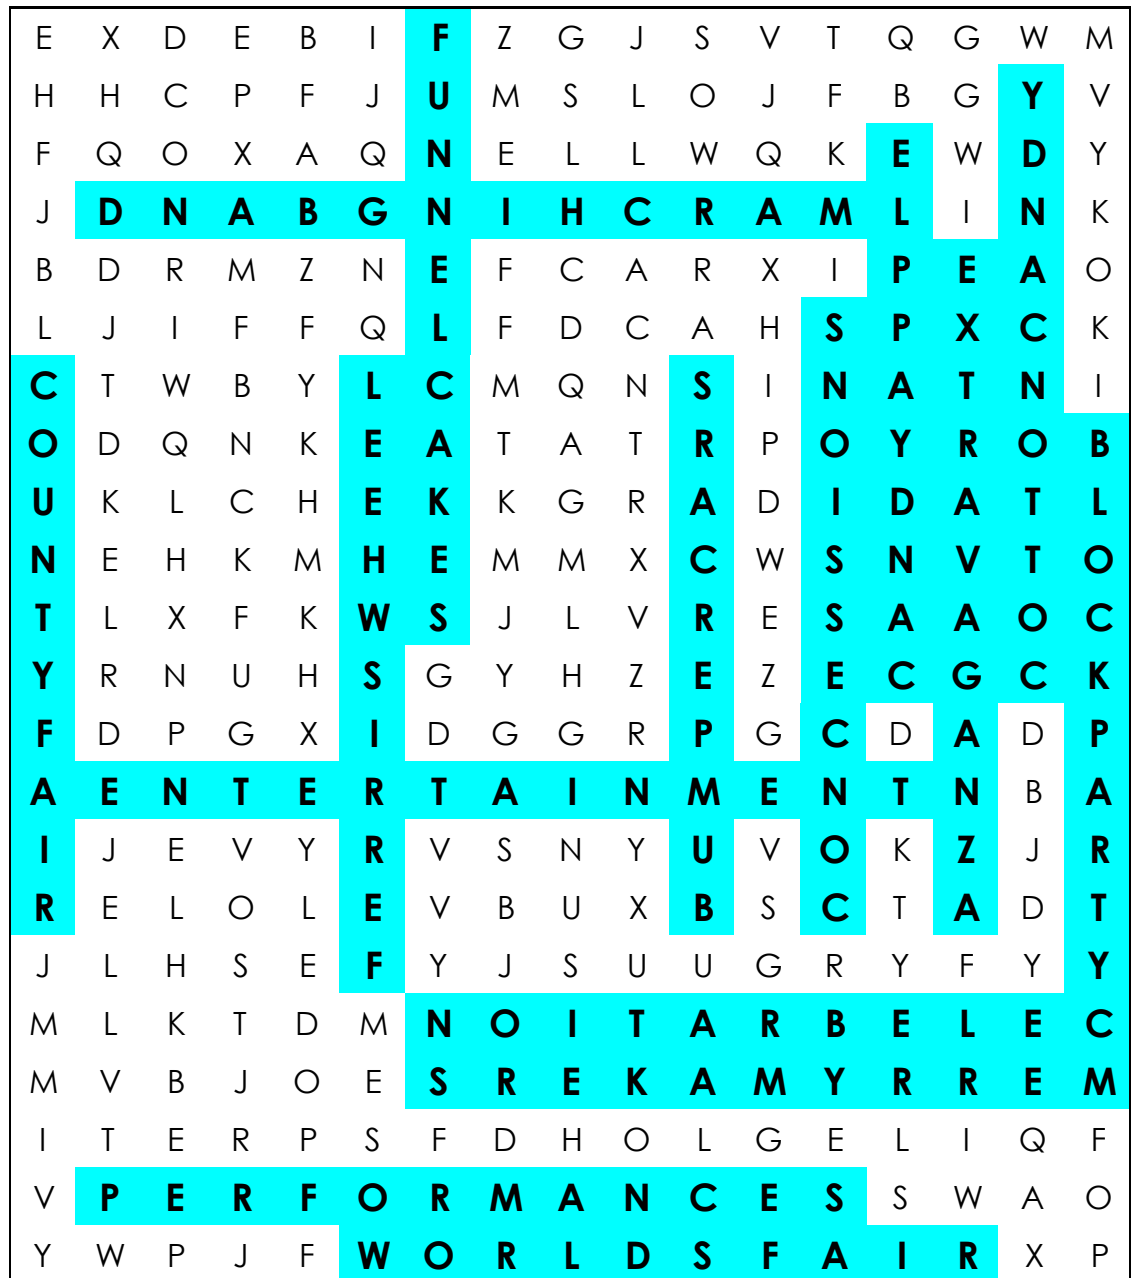 E X D E B I F Z G J S V T Q G W M
H H C P F J U M S L O J F B G Y V
F Q O X A Q N E L L W Q K E W D Y
J D N A B G N I H C R A M L I N K
B D R M Z N E F C A R X I P E A O
L J I F F Q L F D C A H S P X C K
C T W B Y L C M Q N S I N A T N I
O D Q N K E A T A T R P O Y R O B
U K L C H E K K G R A D I D A T L
N E H K M H E M M X C W S N V T O
T L X F K W S J L V R E S A A O C
Y R N U H S G Y H Z E Z E C G C K
F D P G X I D G G R P G C D A D P
A E N T E R T A I N M E N T N B A
I J E V Y R V S N Y U V O K Z J R
R E L O L E V B U X B S C T A D T
J L H S E F Y J S U U G R Y F Y Y
M L K T D M N O I T A R B E L E C
M V B J O E S R E K A M Y R R E M
I T E R P S F D H O L G E L I Q F
V P E R F O R M A N C E S S W A O
Y W P J F W O R L D S F A I R X P